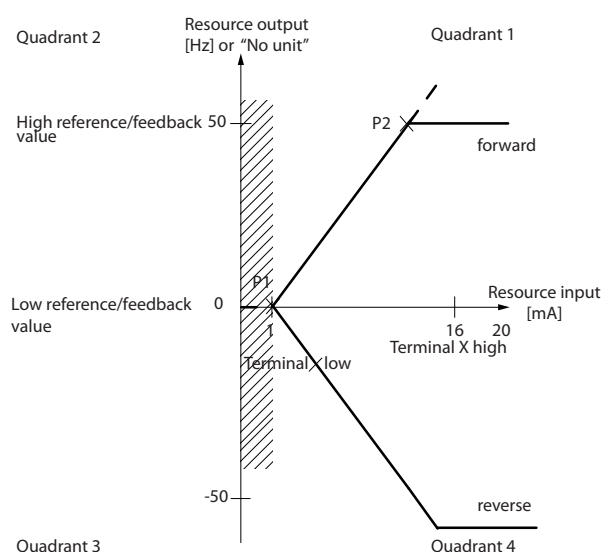 Resource output
[Hz] or “No unit”
Quadrant 2
Quadrant 1
High reference/feedback
value
50
P2
forward
P1
Low reference/feedback
value
0
Resource input
[mA]
1
16
20
Terminal X high
Terminal low
-50
reverse
Quadrant 3
Quadrant 4